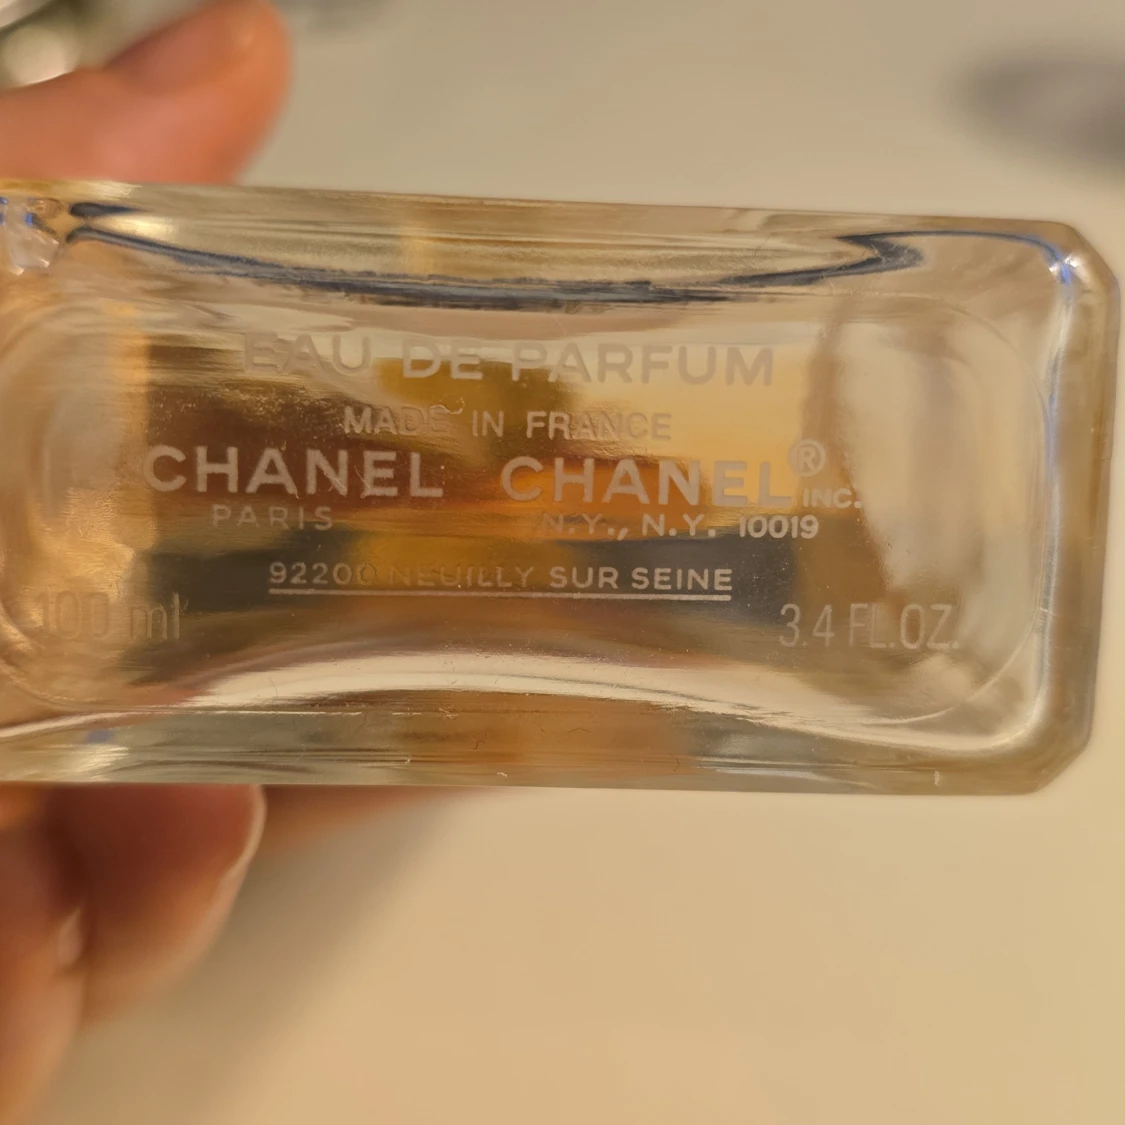 EAU DE PARFUM
MADE IN FRANCE
CHANEL CHANEL® INC.
PARIS N.Y., N.Y. 10019
92200 NEUILLY SUR SEINE
100 ml 3.4 FL.OZ.